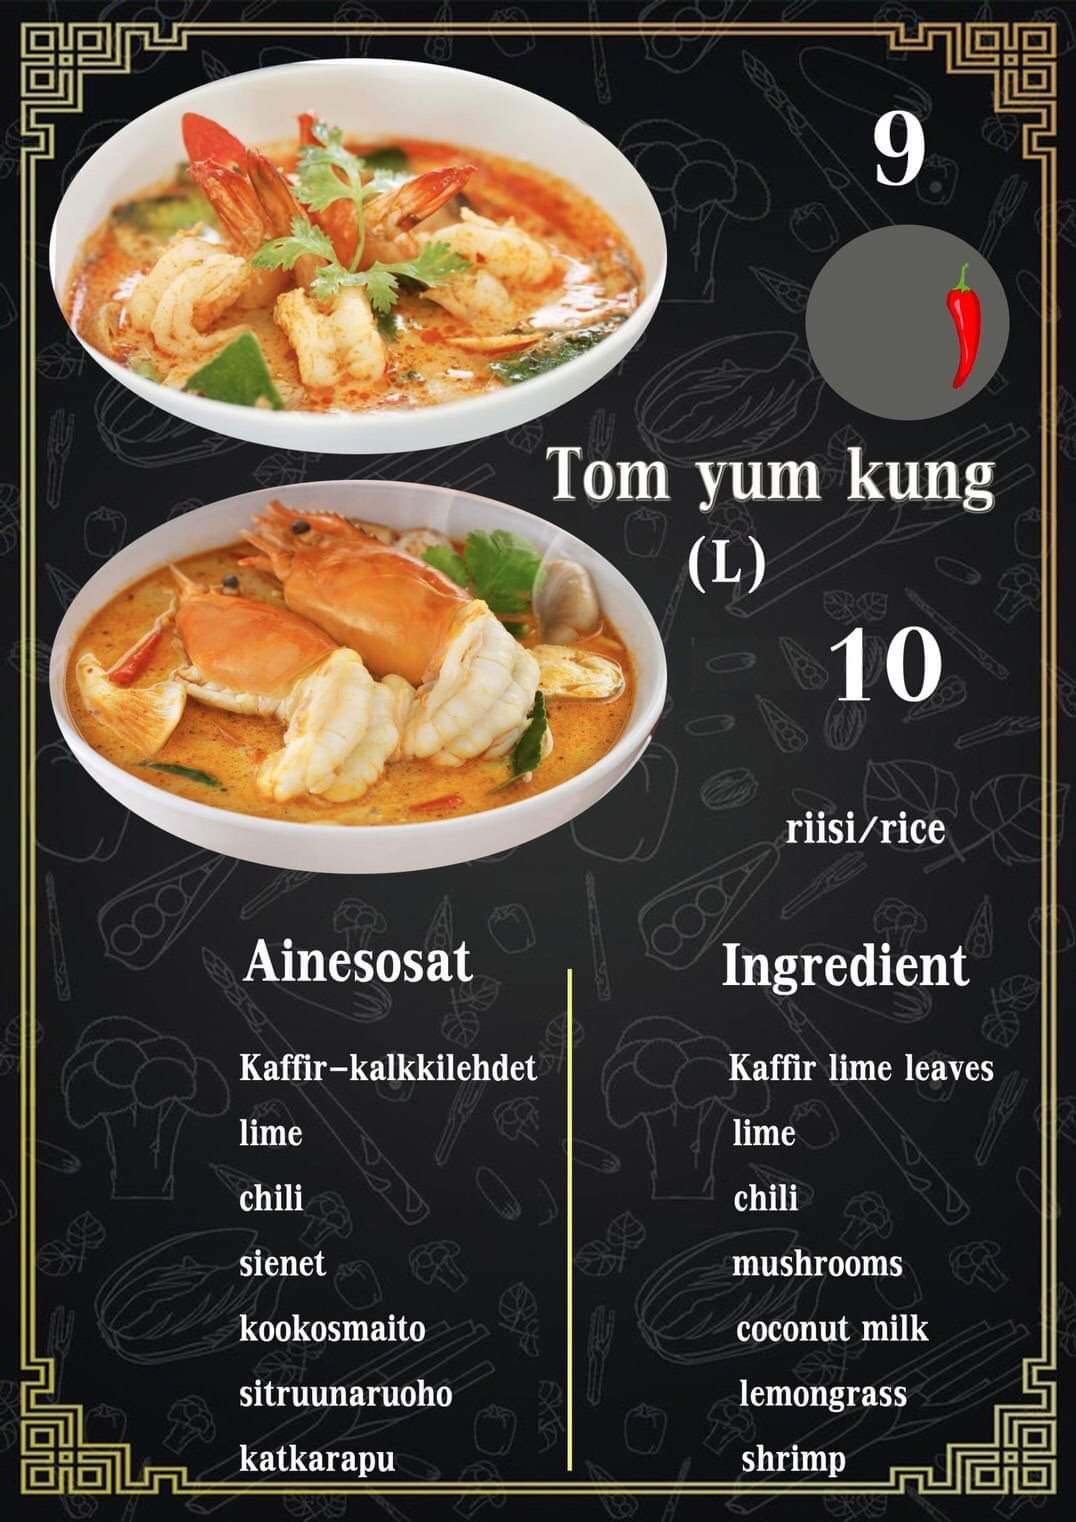 9
Tom yum kung
(L)
10
riisi/rice
Ainesosat
Kaffir-kalkkilehdet
lime
chili
sienet
kookosmaito
sitruunaruoho
katkarapu
Ingredient
Kaffir lime leaves
lime
chili
mushrooms
coconut milk
lemongrass
shrimp